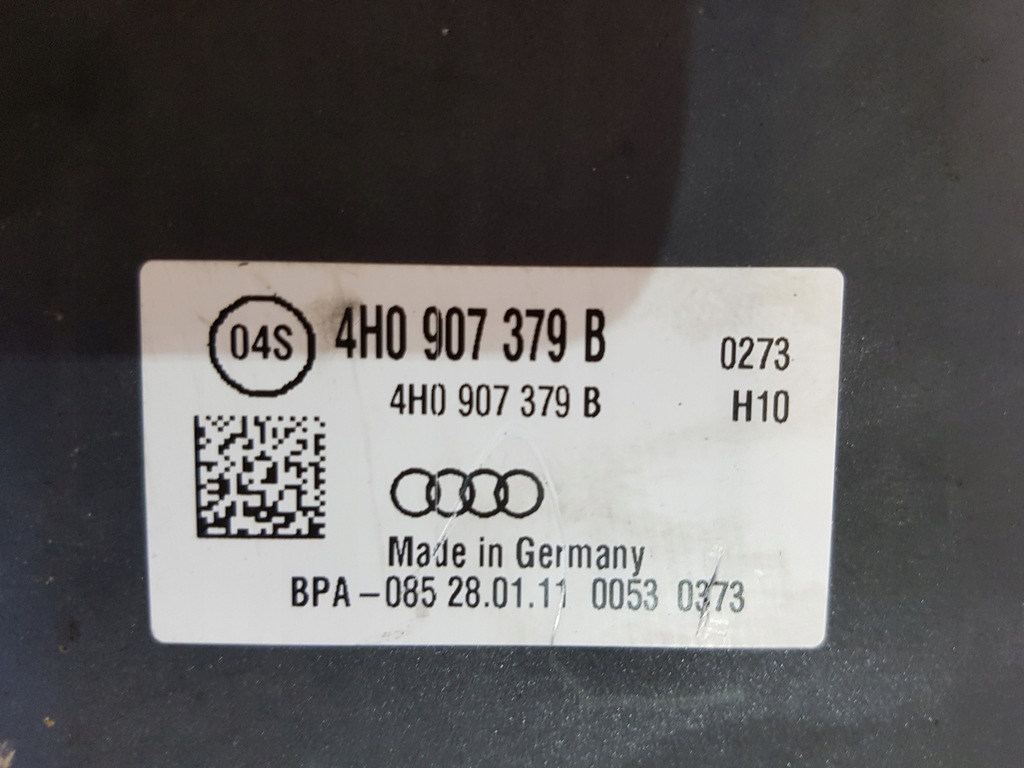 04S 4H0 907 379 B 0273
4H0 907 379 B H10
Made in Germany
BPA-085 28.01.11 0053 0373